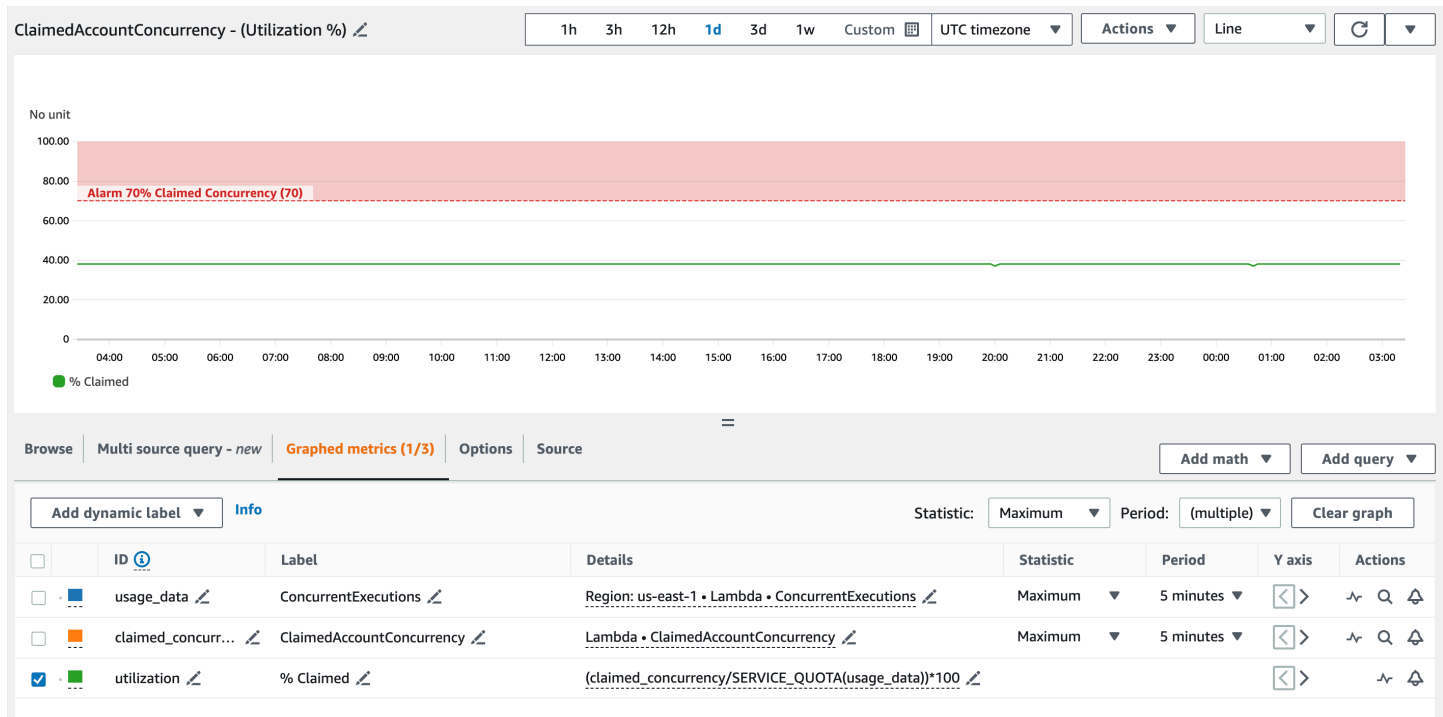 ClaimedAccountConcurrency - (Utilization %)
1h 3h 12h 1d 3d 1w Custom UTC timezone Actions Line
No unit
100.00
80.00
Alarm 70% Claimed Concurrency (70)
60.00
40.00
20.00
0
04:00 05:00 06:00 07:00 08:00 09:00 10:00 11:00 12:00 13:00 14:00 15:00 16:00 17:00 18:00 19:00 20:00 21:00 22:00 23:00 00:00 01:00 02:00 03:00
% Claimed
Browse Multi source query - new Graphed metrics (1/3) Options Source
Add math Add query
Add dynamic label Info Statistic: Maximum Period: (multiple) Clear graph
ID Label Details Statistic Period Y axis Actions
usage_data ConcurrentExecutions Region: us-east-1 • Lambda • ConcurrentExecutions Maximum 5 minutes
claimed_concurr... ClaimedAccountConcurrency Lambda • ClaimedAccountConcurrency Maximum 5 minutes
utilization % Claimed (claimed_concurrency/SERVICE_QUOTA(usage_data))*100